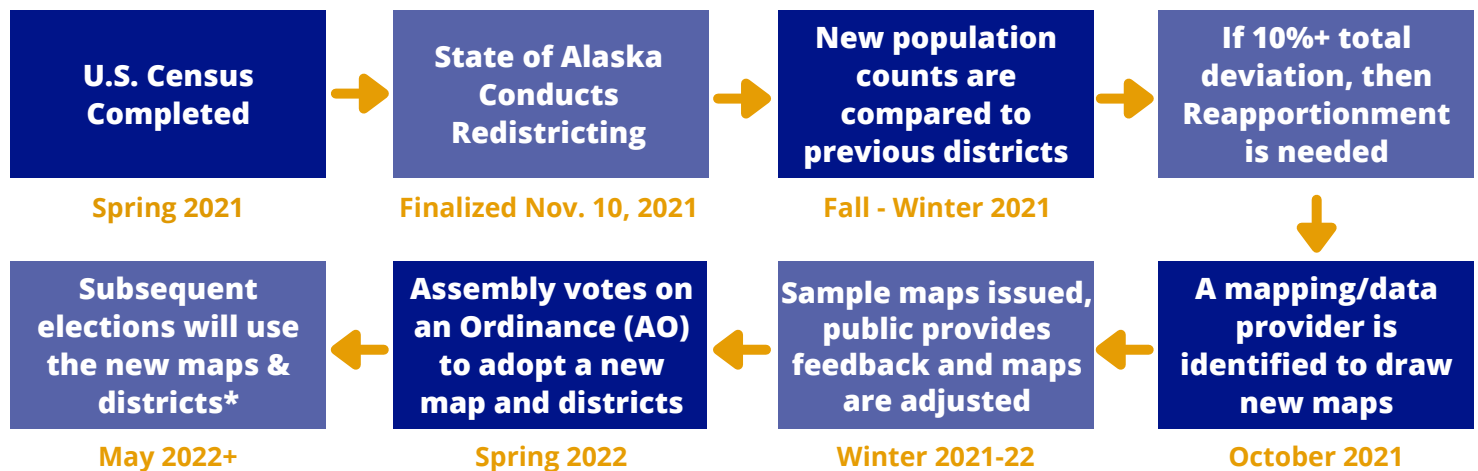 U.S. Census
Completed
Spring 2021
State of Alaska
Conducts
Redistricting
Finalized Nov. 10, 2021
New population
counts are
compared to
previous districts
Fall - Winter 2021
If 10%+ total
deviation, then
Reapportionment
is needed
A mapping/data
provider is
identified to draw
new maps
October 2021
Sample maps issued,
public provides
feedback and maps
are adjusted
Winter 2021-22
Assembly votes on
an Ordinance (AO)
to adopt a new
map and districts
Spring 2022
Subsequent
elections will use
the new maps &
districts*
May 2022+